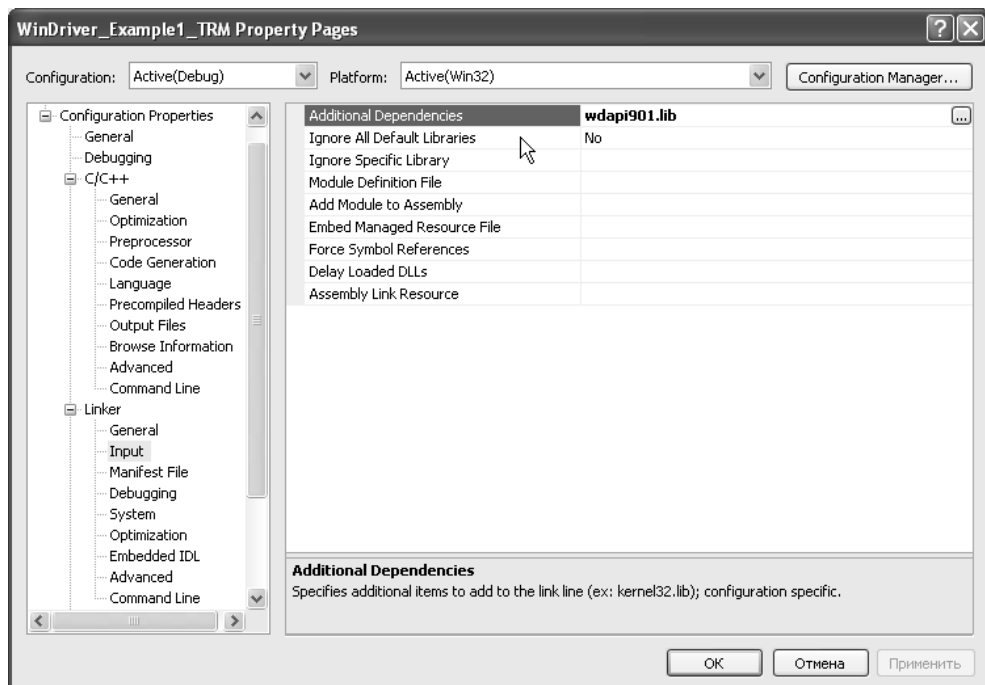 WinDriver_Example1_TRM Property Pages
Configuration: Active(Debug) Platform: Active(Win32) Configuration Manager...
Configuration Properties
General
Debugging
C/C++
General
Optimization
Preprocessor
Code Generation
Language
Precompiled Headers
Output Files
Browse Information
Advanced
Command Line
Linker
General
Input
Manifest File
Debugging
System
Optimization
Embedded IDL
Advanced
Command Line
Additional Dependencies wdapi901.lib ...
Ignore All Default Libraries No
Ignore Specific Library
Module Definition File
Add Module to Assembly
Embed Managed Resource File
Force Symbol References
Delay Loaded DLLs
Assembly Link Resource
Additional Dependencies
Specifies additional items to add to the link line (ex: kernel32.lib); configuration specific.
ОК Отмена Применить